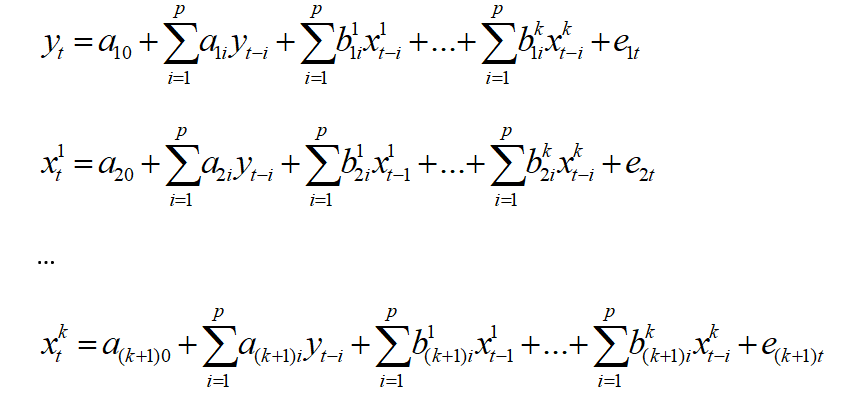 y_t = a_{10} + \sum_{i=1}^{p} a_{1i} y_{t-i} + \sum_{i=1}^{p} b_{1i}^{1} x_{t-i}^{1} + ... + \sum_{i=1}^{p} b_{1i}^{k} x_{t-i}^{k} + e_{1t}
x_t^1 = a_{20} + \sum_{i=1}^{p} a_{2i} y_{t-i} + \sum_{i=1}^{p} b_{2i}^{1} x_{t-1}^{1} + ... + \sum_{i=1}^{p} b_{2i}^{k} x_{t-i}^{k} + e_{2t}
...
x_t^k = a_{(k+1)0} + \sum_{i=1}^{p} a_{(k+1)i} y_{t-i} + \sum_{i=1}^{p} b_{(k+1)i}^{1} x_{t-1}^{1} + ... + \sum_{i=1}^{p} b_{(k+1)i}^{k} x_{t-i}^{k} + e_{(k+1)t}